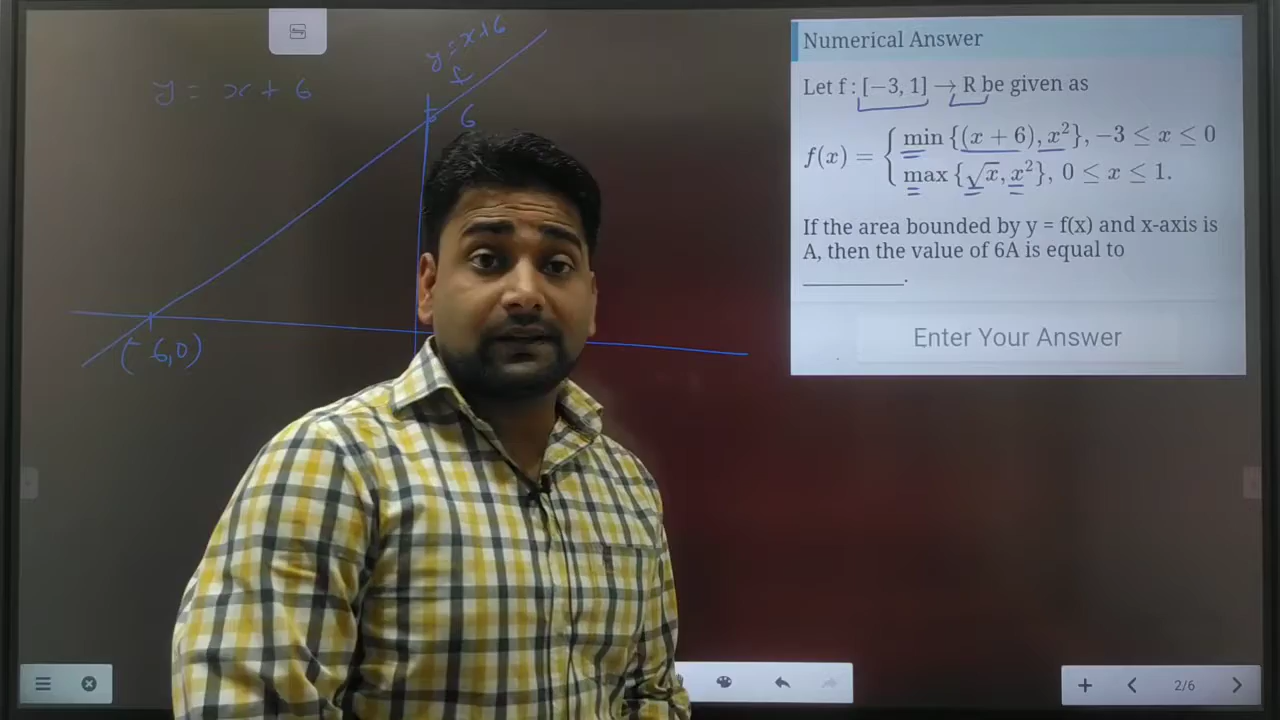 y = x+6
y = x + 6
6
(-6,0)
Numerical Answer
Let f : [−3, 1] → R be given as
f(x) = { min {(x + 6), x²}, −3 ≤ x ≤ 0
max {√x, x²}, 0 ≤ x ≤ 1.
If the area bounded by y = f(x) and x-axis is
A, then the value of 6A is equal to
__________.
Enter Your Answer
2/6